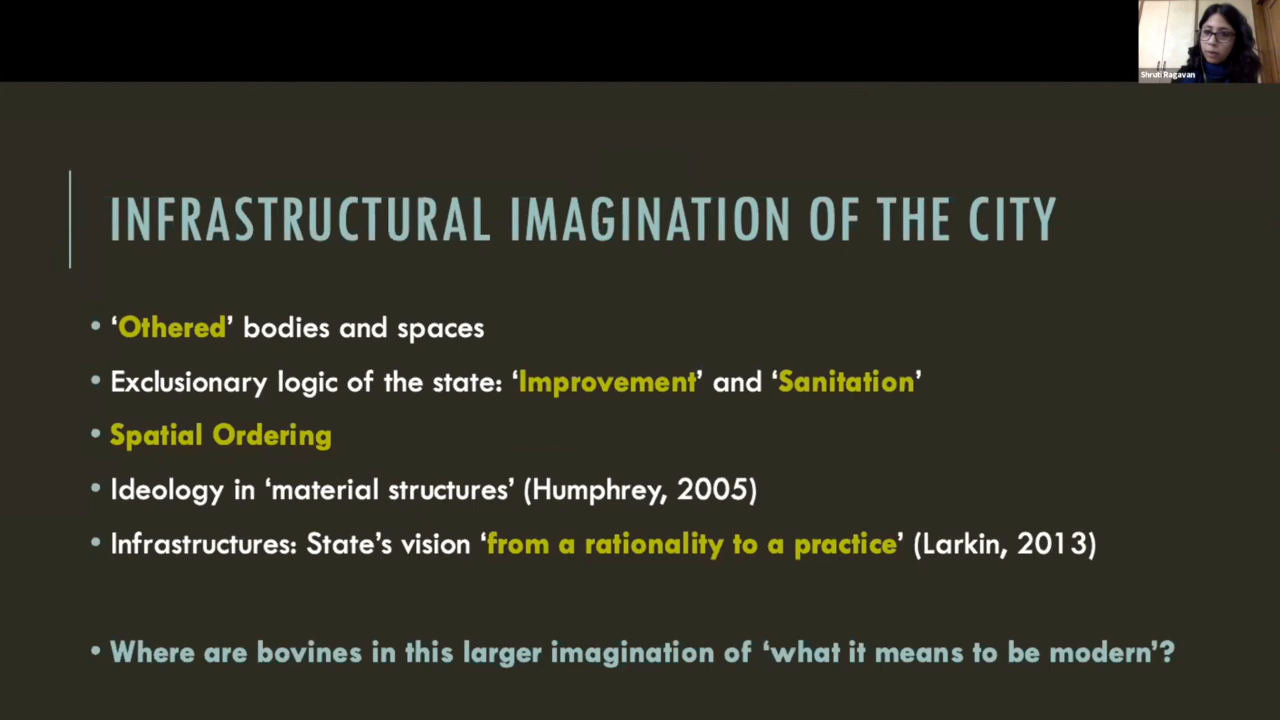 Shruti Ragavan
INFRASTRUCTURAL IMAGINATION OF THE CITY
• ‘Othered’ bodies and spaces
• Exclusionary logic of the state: ‘Improvement’ and ‘Sanitation’
• Spatial Ordering
• Ideology in ‘material structures’ (Humphrey, 2005)
• Infrastructures: State’s vision ‘from a rationality to a practice’ (Larkin, 2013)
• Where are bovines in this larger imagination of ‘what it means to be modern’?